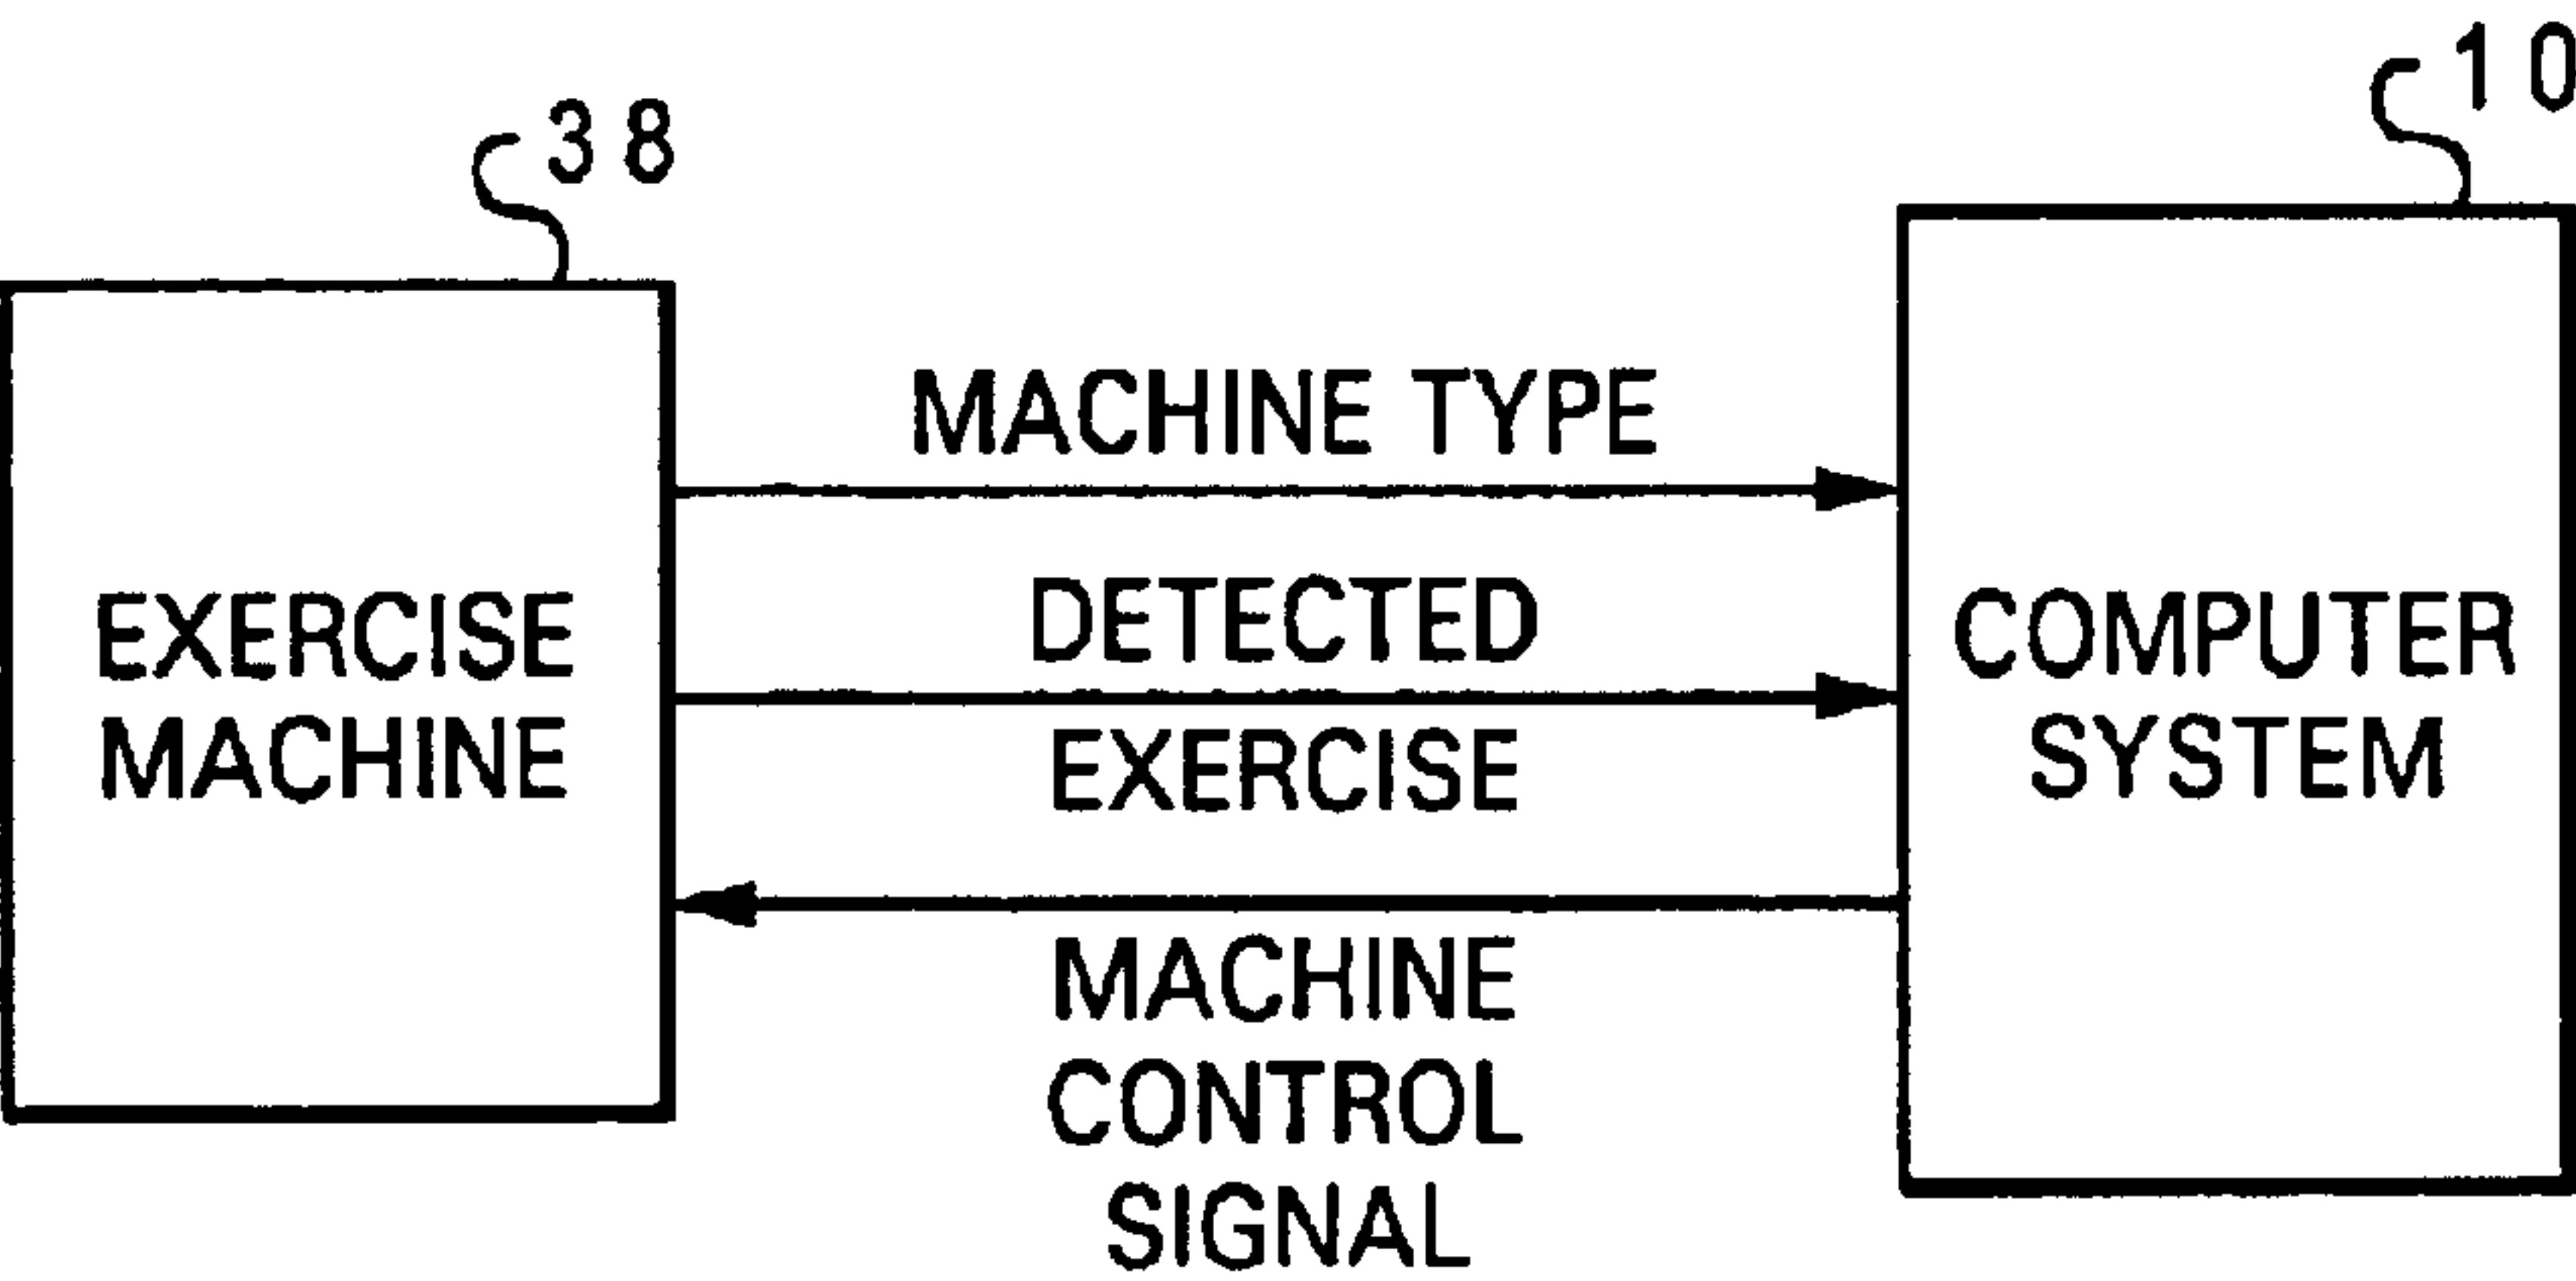 38
10
MACHINE TYPE
EXERCISE
MACHINE
DETECTED
EXERCISE
COMPUTER
SYSTEM
MACHINE
CONTROL
SIGNAL